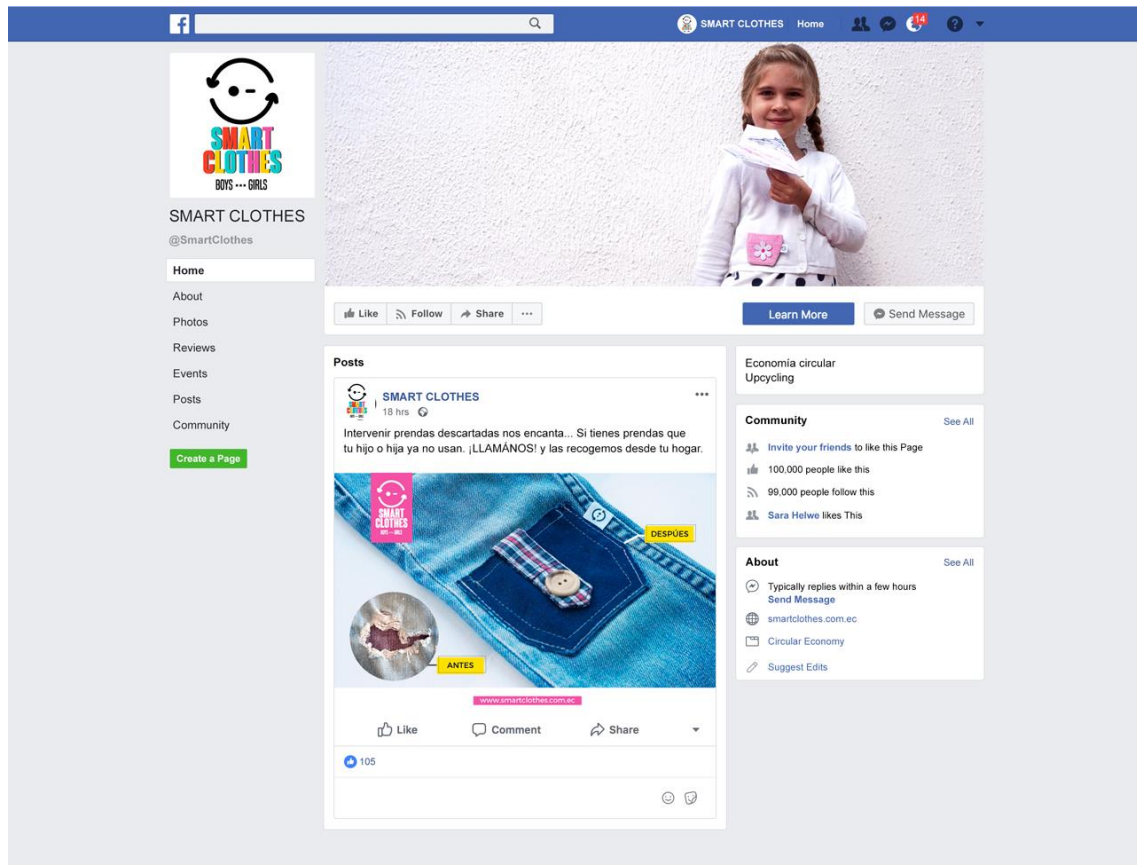 SMART CLOTHES Home 14
SMART
CLOTHES
BOYS --- GIRLS
SMART CLOTHES
@SmartClothes
Home
About
Photos
Reviews
Events
Posts
Community
Create a Page
Like Follow Share ...
Learn More Send Message
Posts
SMART CLOTHES
18 hrs
Intervenir prendas descartadas nos encanta... Si tienes prendas que
tu hijo o hija ya no usan. ¡LLAMÁNOS! y las recogemos desde tu hogar.
SMART
CLOTHES
BOYS --- GIRLS
DESPÚES
ANTES
www.smartclothes.com.ec
Like Comment Share
105
Economía circular
Upcycling
Community See All
Invite your friends to like this Page
100,000 people like this
99,000 people follow this
Sara Helwe likes This
About See All
Typically replies within a few hours
Send Message
smartclothes.com.ec
Circular Economy
Suggest Edits